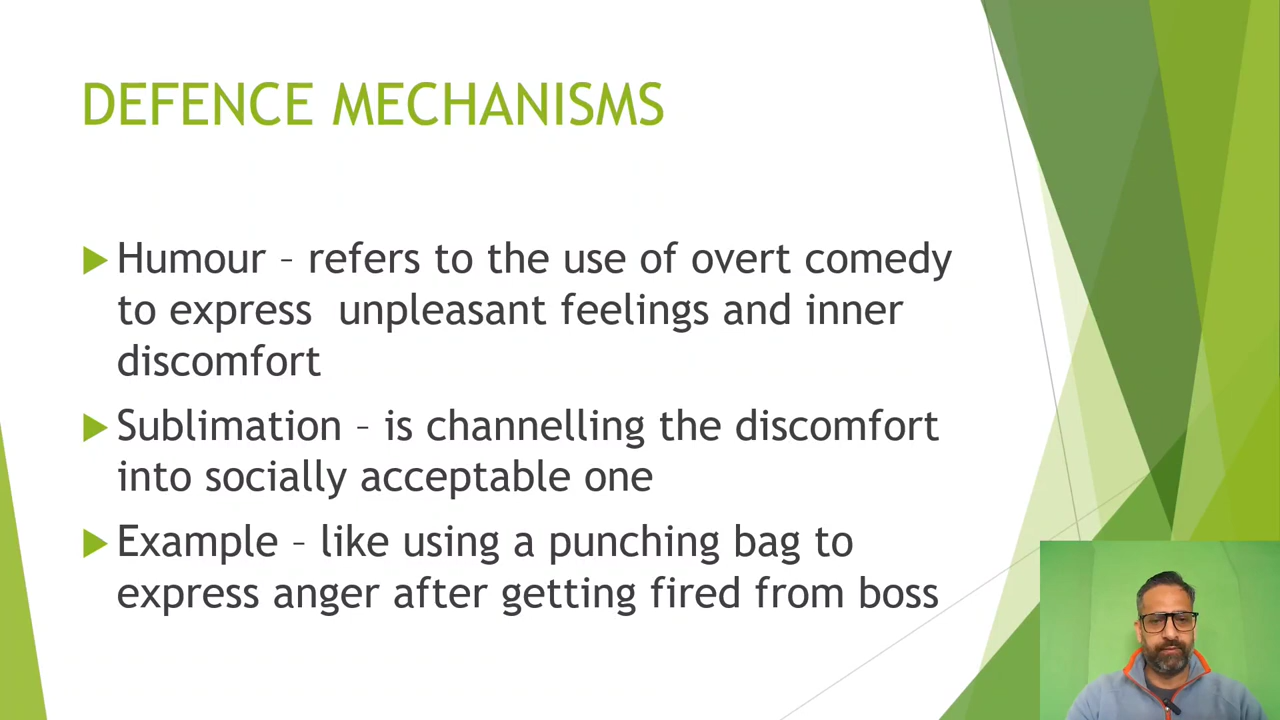 DEFENCE MECHANISMS
Humour – refers to the use of overt comedy
to express  unpleasant feelings and inner
discomfort
Sublimation – is channelling the discomfort
into socially acceptable one
Example – like using a punching bag to
express anger after getting fired from boss